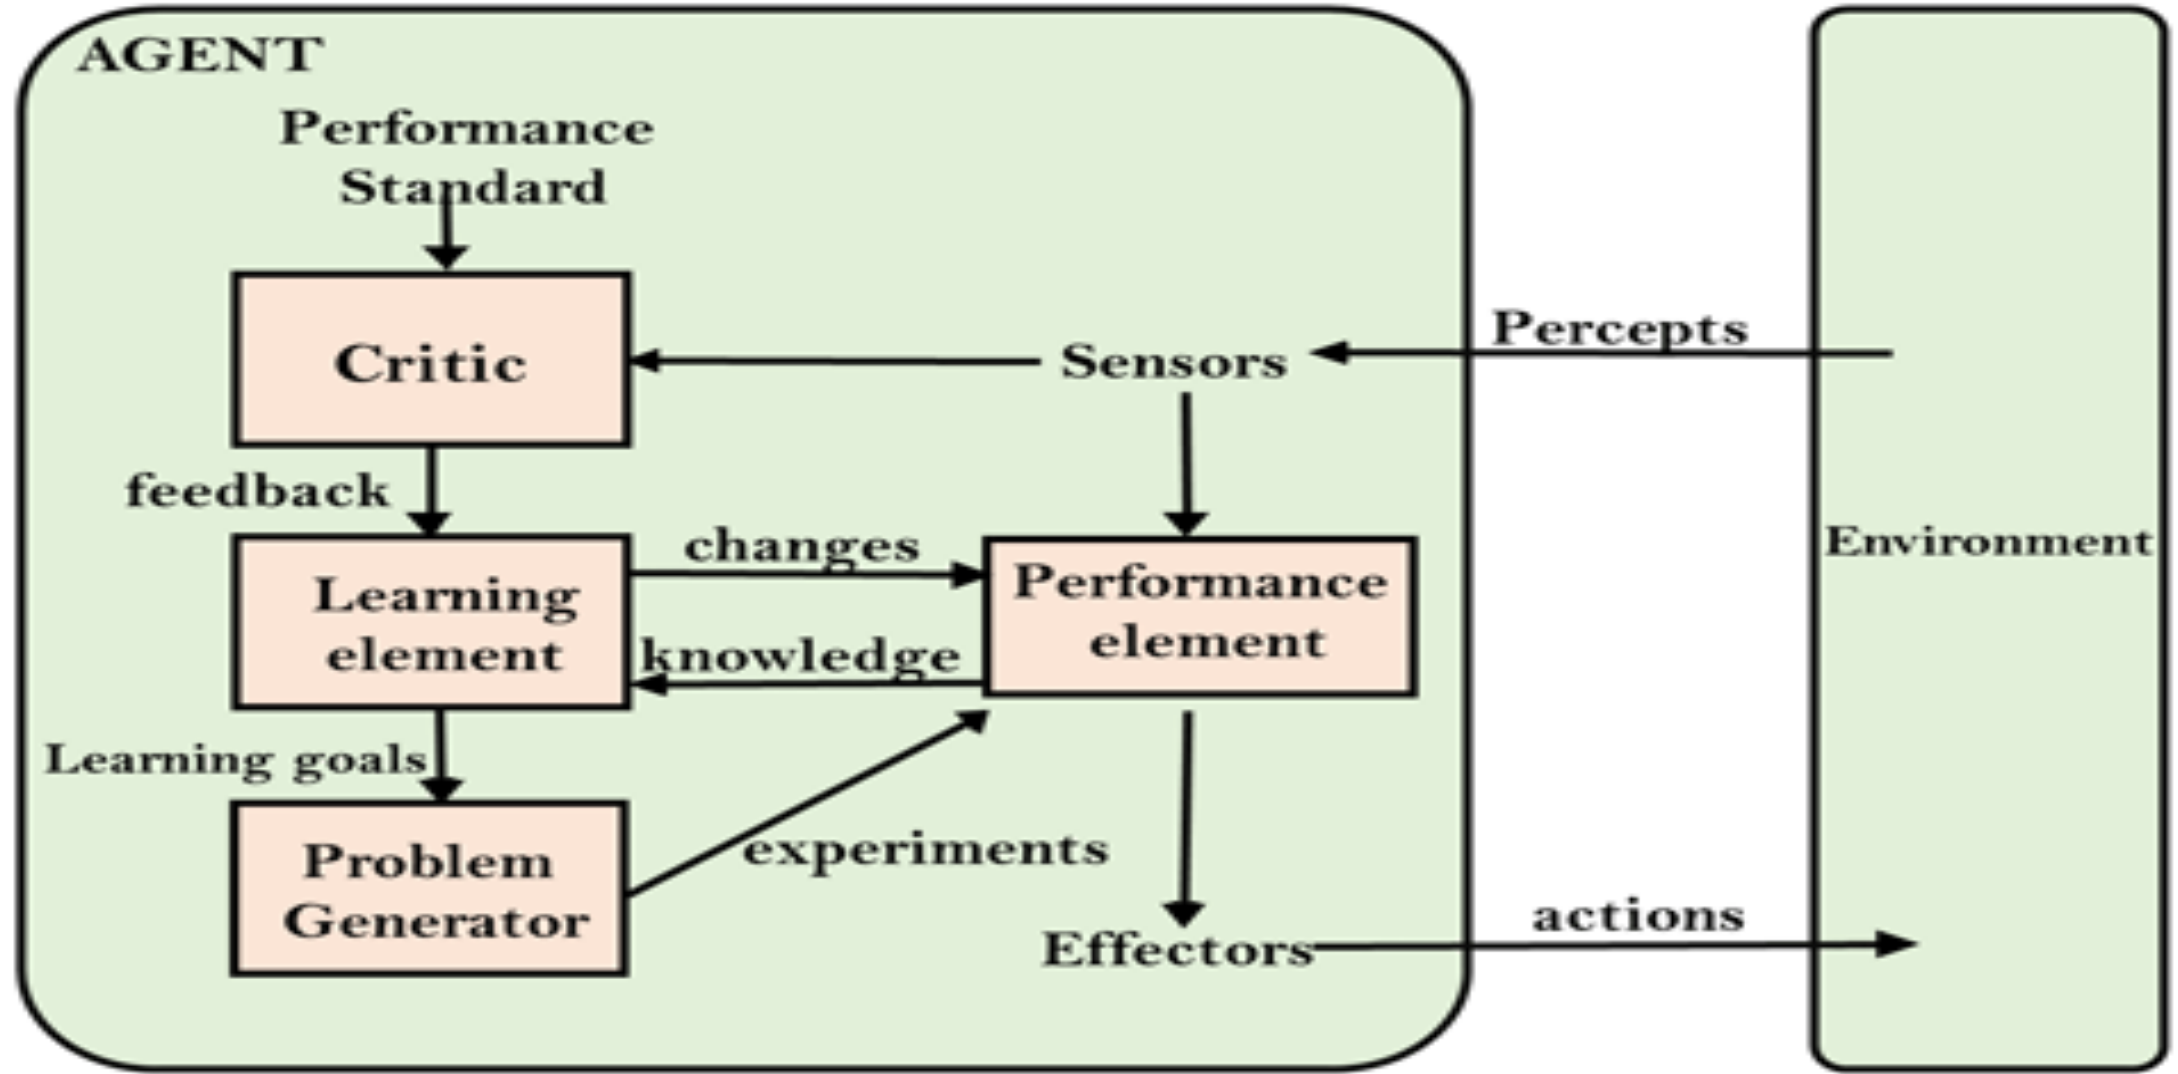 AGENT
Performance
Standard
Critic
Sensors
Percepts
feedback
changes
Learning
element
Performance
element
Environment
knowledge
Learning goals
Problem
Generator
experiments
actions
Effectors